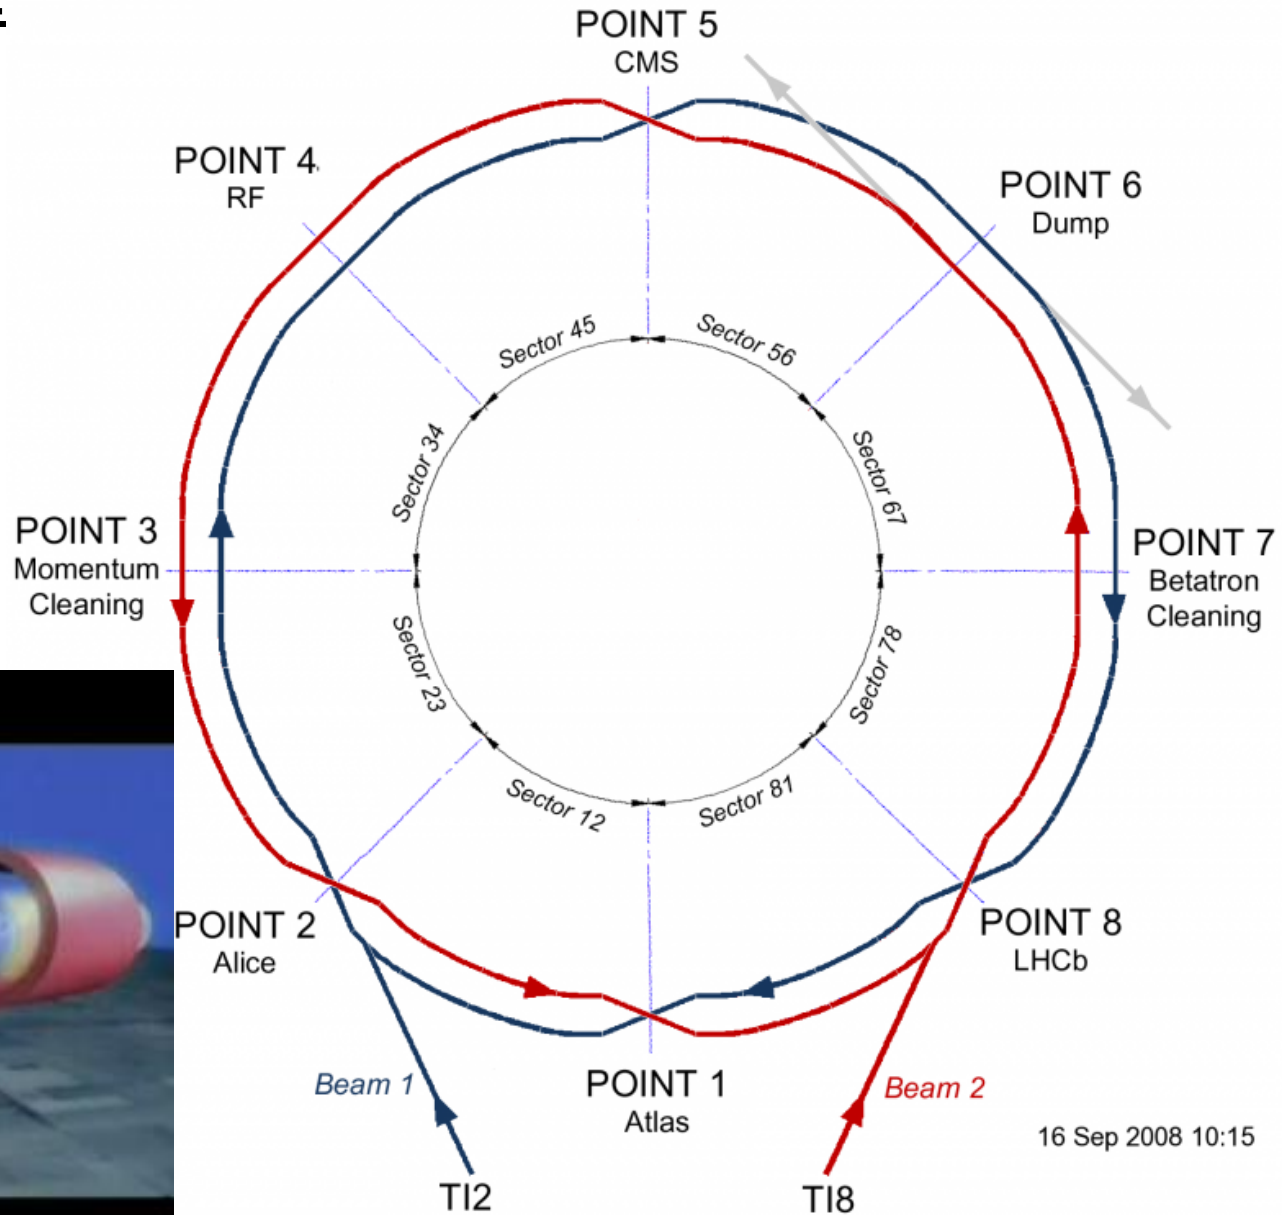 POINT 5
CMS
POINT 4
RF
POINT 6
Dump
Sector 45
Sector 56
Sector 34
Sector 67
POINT 3
Momentum
Cleaning
POINT 7
Betatron
Cleaning
Sector 23
Sector 78
Sector 12
Sector 81
POINT 2
Alice
POINT 8
LHCb
Beam 1
POINT 1
Atlas
Beam 2
16 Sep 2008 10:15
TI2
TI8